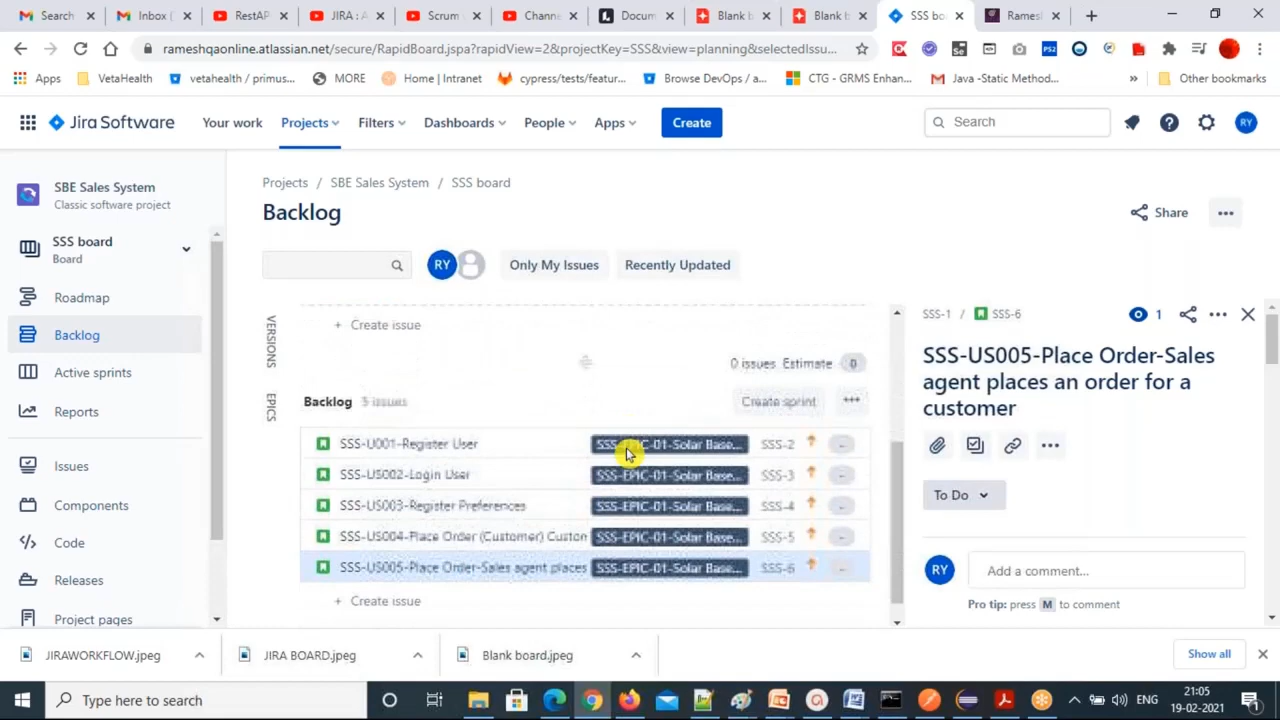 Search
Inbox (
RestAP
JIRA : A
Scrum
Channe
Docum
Blank b
Blank b
SSS bo
Rames
rameshqaonline.atlassian.net/secure/RapidBoard.jspa?rapidView=2&projectKey=SSS&view=planning&selectedIssu...
Apps
VetaHealth
vetahealth / primus...
MORE
Home | Intranet
cypress/tests/featur...
Browse DevOps / a...
CTG - GRMS Enhan...
Java -Static Method...
»
Other bookmarks
Jira Software
Your work
Projects
Filters
Dashboards
People
Apps
Create
Search
RY
SBE Sales System
Classic software project
SSS board
Board
Roadmap
Backlog
Active sprints
Reports
Issues
Components
Code
Releases
Project pages
Projects / SBE Sales System / SSS board
Backlog
Share
RY
Only My Issues
Recently Updated
VERSIONS
EPICS
+ Create issue
0 issues Estimate 0
Backlog 5 issues
Create sprint
SSS-U001-Register User SSS-EPIC-01-Solar Base... SSS-2 -
SSS-US002-Login User SSS-EPIC-01-Solar Base... SSS-3 -
SSS-US003-Register Preferences SSS-EPIC-01-Solar Base... SSS-4 -
SSS-US004-Place Order (Customer) Custon SSS-EPIC-01-Solar Base... SSS-5 -
SSS-US005-Place Order-Sales agent places SSS-EPIC-01-Solar Base... SSS-6 -
+ Create issue
SSS-1 / SSS-6
1
SSS-US005-Place Order-Sales
agent places an order for a
customer
To Do
RY
Add a comment...
Pro tip: press M to comment
JIRAWORKFLOW.jpeg
JIRA BOARD.jpeg
Blank board.jpeg
Show all
Type here to search
PS2
ENG
21:05
19-02-2021
1